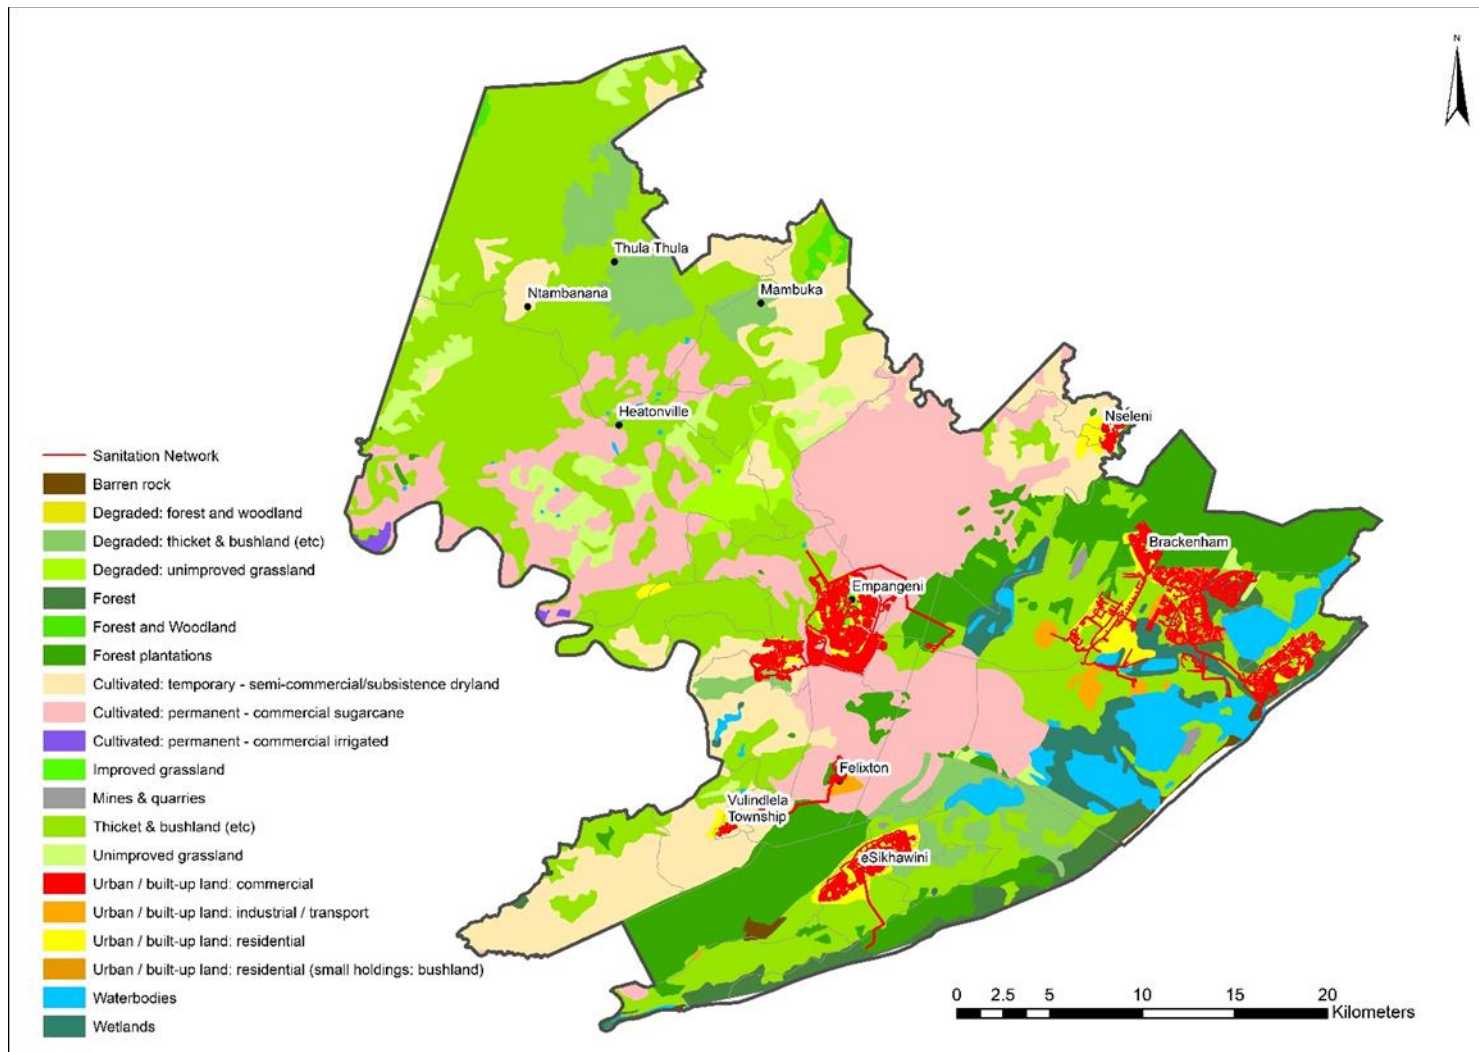 N
Thula Thula
Ntambanana
Mambuka
Heatonville
Nseleni
Brackenham
Empangeni
Felixton
Vulindlela
Township
eSikhawini
Sanitation Network
Barren rock
Degraded: forest and woodland
Degraded: thicket & bushland (etc)
Degraded: unimproved grassland
Forest
Forest and Woodland
Forest plantations
Cultivated: temporary - semi-commercial/subsistence dryland
Cultivated: permanent - commercial sugarcane
Cultivated: permanent - commercial irrigated
Improved grassland
Mines & quarries
Thicket & bushland (etc)
Unimproved grassland
Urban / built-up land: commercial
Urban / built-up land: industrial / transport
Urban / built-up land: residential
Urban / built-up land: residential (small holdings: bushland)
Waterbodies
Wetlands
0 2.5 5 10 15 20
Kilometers